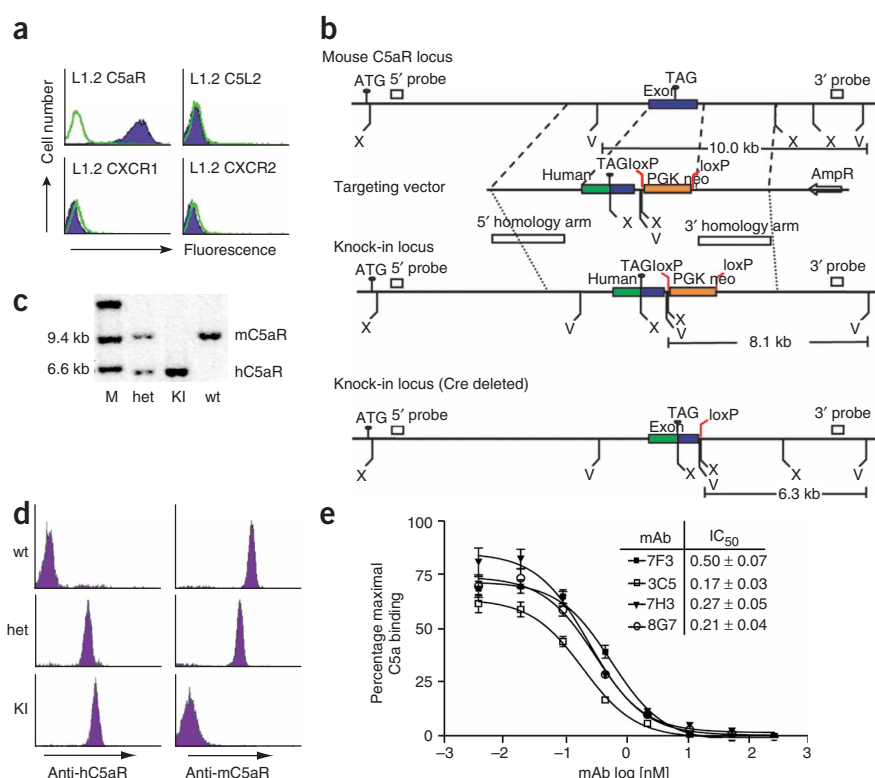 a
L1.2 C5aR
L1.2 C5L2
L1.2 CXCR1
L1.2 CXCR2
Cell number
Fluorescence
b
Mouse C5aR locus
ATG 5′ probe
Exon
TAG
3′ probe
X V X X V
10.0 kb
Targeting vector
Human
TAG loxP
PGK neo
loxP
AmpR
X X
V
5′ homology arm
3′ homology arm
Knock-in locus
ATG 5′ probe
Human
TAG loxP
PGK neo
loxP
3′ probe
X V X X V
V
8.1 kb
Knock-in locus (Cre deleted)
ATG 5′ probe
Exon
TAG
loxP
3′ probe
X V X X X V
V
6.3 kb
c
9.4 kb
6.6 kb
mC5aR
hC5aR
M het KI wt
d
wt
het
KI
Anti-hC5aR
Anti-mC5aR
e
Percentage maximal
C5a binding
100
75
50
25
0
−3 −2 −1 0 1 2 3
mAb log [nM]
mAb IC50
7F3 0.50 ± 0.07
3C5 0.17 ± 0.03
7H3 0.27 ± 0.05
8G7 0.21 ± 0.04